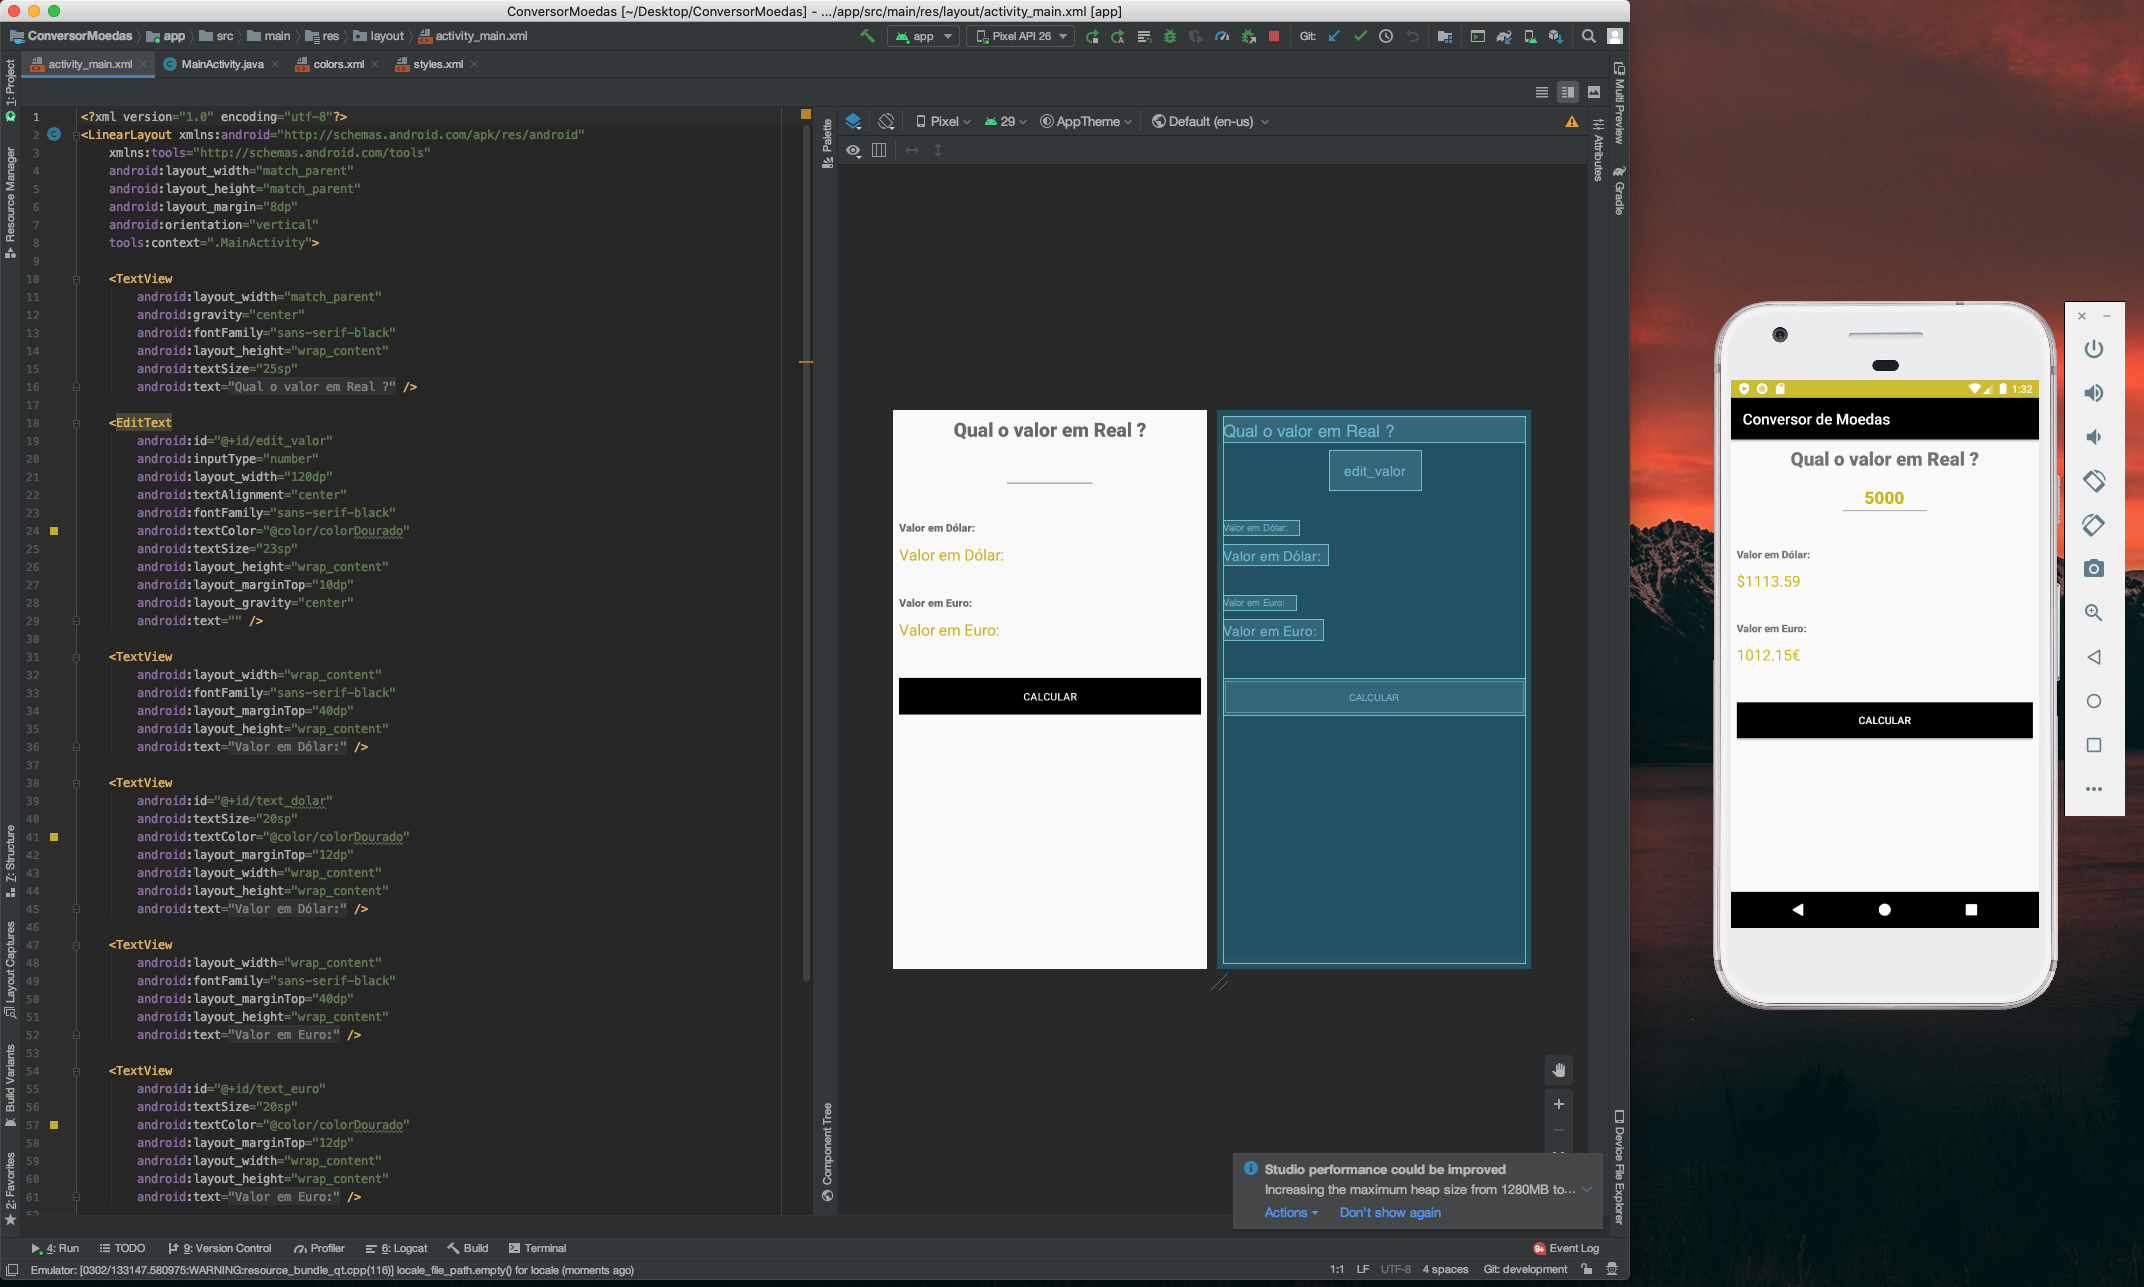 ConversorMoedas [~/Desktop/ConversorMoedas] - .../app/src/main/res/layout/activity_main.xml [app]
ConversorMoedas app src main res layout activity_main.xml
app Pixel API 26 Git:
activity_main.xml MainActivity.java colors.xml styles.xml
1: Project
Resource Manager
7: Structure
Layout Captures
Build Variants
2: Favorites
1 <?xml version="1.0" encoding="utf-8"?>
2 <LinearLayout xmlns:android="http://schemas.android.com/apk/res/android"
3 xmlns:tools="http://schemas.android.com/tools"
4 android:layout_width="match_parent"
5 android:layout_height="match_parent"
6 android:layout_margin="8dp"
7 android:orientation="vertical"
8 tools:context=".MainActivity">
9
10 <TextView
11 android:layout_width="match_parent"
12 android:gravity="center"
13 android:fontFamily="sans-serif-black"
14 android:layout_height="wrap_content"
15 android:textSize="25sp"
16 android:text="Qual o valor em Real ?" />
17
18 <EditText
19 android:id="@+id/edit_valor"
20 android:inputType="number"
21 android:layout_width="120dp"
22 android:textAlignment="center"
23 android:fontFamily="sans-serif-black"
24 android:textColor="@color/colorDourado"
25 android:textSize="23sp"
26 android:layout_height="wrap_content"
27 android:layout_marginTop="10dp"
28 android:layout_gravity="center"
29 android:text="" />
30
31 <TextView
32 android:layout_width="wrap_content"
33 android:fontFamily="sans-serif-black"
34 android:layout_marginTop="40dp"
35 android:layout_height="wrap_content"
36 android:text="Valor em Dólar:" />
37
38 <TextView
39 android:id="@+id/text_dolar"
40 android:textSize="20sp"
41 android:textColor="@color/colorDourado"
42 android:layout_marginTop="12dp"
43 android:layout_width="wrap_content"
44 android:layout_height="wrap_content"
45 android:text="Valor em Dólar:" />
46
47 <TextView
48 android:layout_width="wrap_content"
49 android:fontFamily="sans-serif-black"
50 android:layout_marginTop="40dp"
51 android:layout_height="wrap_content"
52 android:text="Valor em Euro:" />
53
54 <TextView
55 android:id="@+id/text_euro"
56 android:textSize="20sp"
57 android:textColor="@color/colorDourado"
58 android:layout_marginTop="12dp"
59 android:layout_width="wrap_content"
60 android:layout_height="wrap_content"
61 android:text="Valor em Euro:" />
Palette
Component Tree
Pixel 29 AppTheme Default (en-us)
Qual o valor em Real ?
Valor em Dólar:
Valor em Dólar:
Valor em Euro:
Valor em Euro:
CALCULAR
Qual o valor em Real ?
edit_valor
Valor em Dólar:
Valor em Dólar:
Valor em Euro:
Valor em Euro:
CALCULAR
Attributes
Multi Preview
Gradle
Device File Explorer
Studio performance could be improved
Increasing the maximum heap size from 1280MB to...
Actions Don't show again
4: Run TODO 9: Version Control Profiler 6: Logcat Build Terminal
9+ Event Log
Emulator: [0302/133147.580975:WARNING:resource_bundle_qt.cpp(116)] locale_file_path.empty() for locale (moments ago)
1:1 LF UTF-8 4 spaces Git: development
1:32
Conversor de Moedas
Qual o valor em Real ?
5000
Valor em Dólar:
$1113.59
Valor em Euro:
1012.15€
CALCULAR